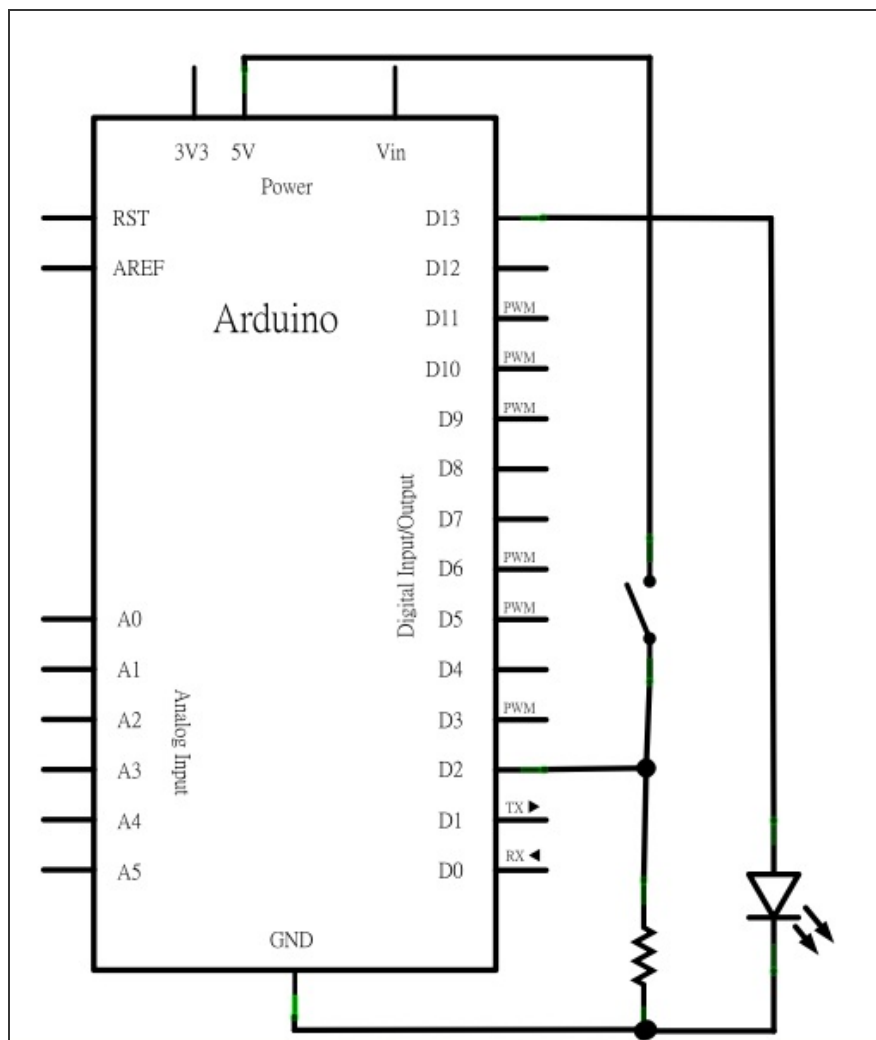 3V3 5V Vin
Power
RST D13
AREF D12
Arduino
D11 PWM
D10 PWM
D9 PWM
D8
D7
D6 PWM
Digital Input/Output
A0 D5 PWM
A1 D4
A2 D3 PWM
Analog Input
A3 D2
A4 D1 TX
A5 D0 RX
GND